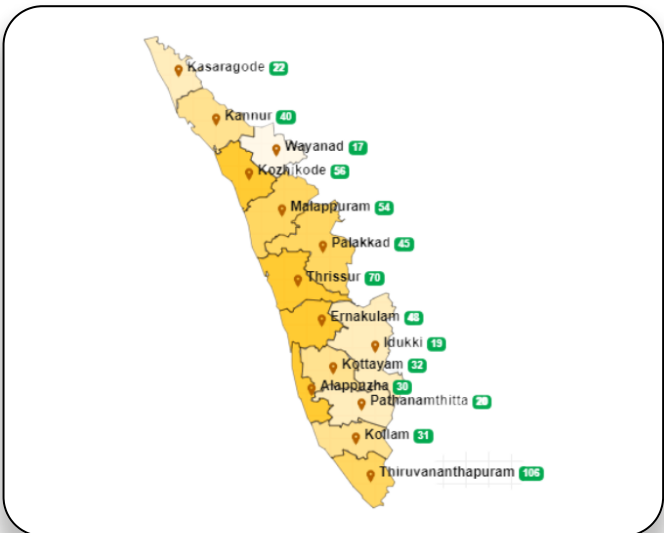 Kasaragode 22
Kannur 40
Wayanad 17
Kozhikode 56
Malappuram 54
Palakkad 45
Thrissur 70
Ernakulam 48
Idukki 19
Kottayam 32
Alappuzha 30
Pathanamthitta 20
Kollam 31
Thiruvananthapuram 106